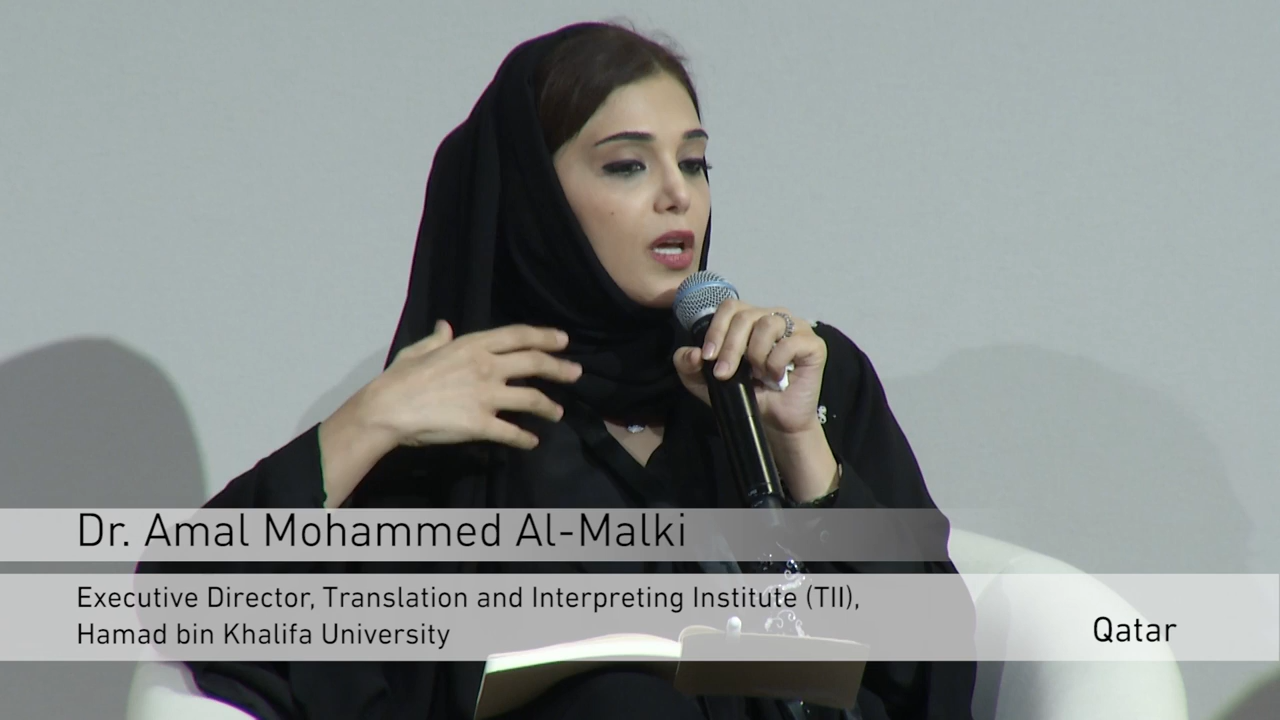 Dr. Amal Mohammed Al-Malki
Executive Director, Translation and Interpreting Institute (TII),
Hamad bin Khalifa University
Qatar